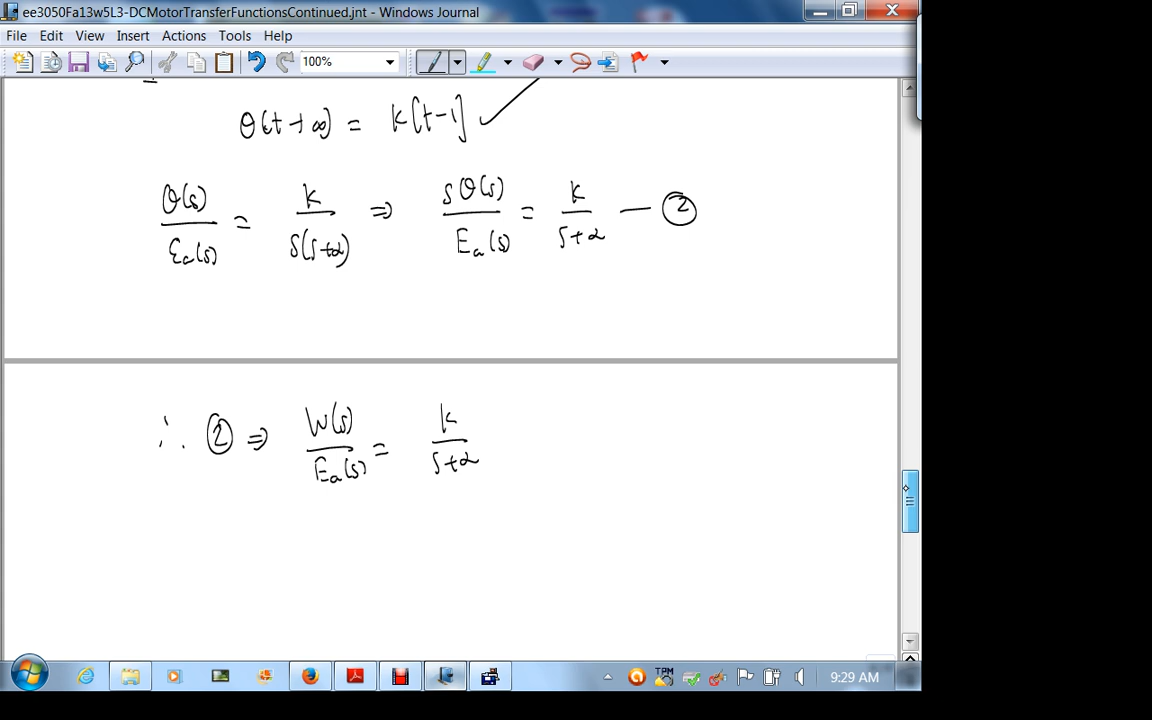 ee3050Fa13w5L3-DCMotorTransferFunctionsContinued.jnt - Windows Journal
File Edit View Insert Actions Tools Help
100%
θ(t→∞) = k[t-1]
θ(s)/Ea(s) = k/s(s+α) ⇒ sθ(s)/Ea(s) = k/s+α — ②
∴ ② ⇒ W(s)/Ea(s) = k/s+α
TPM
9:29 AM